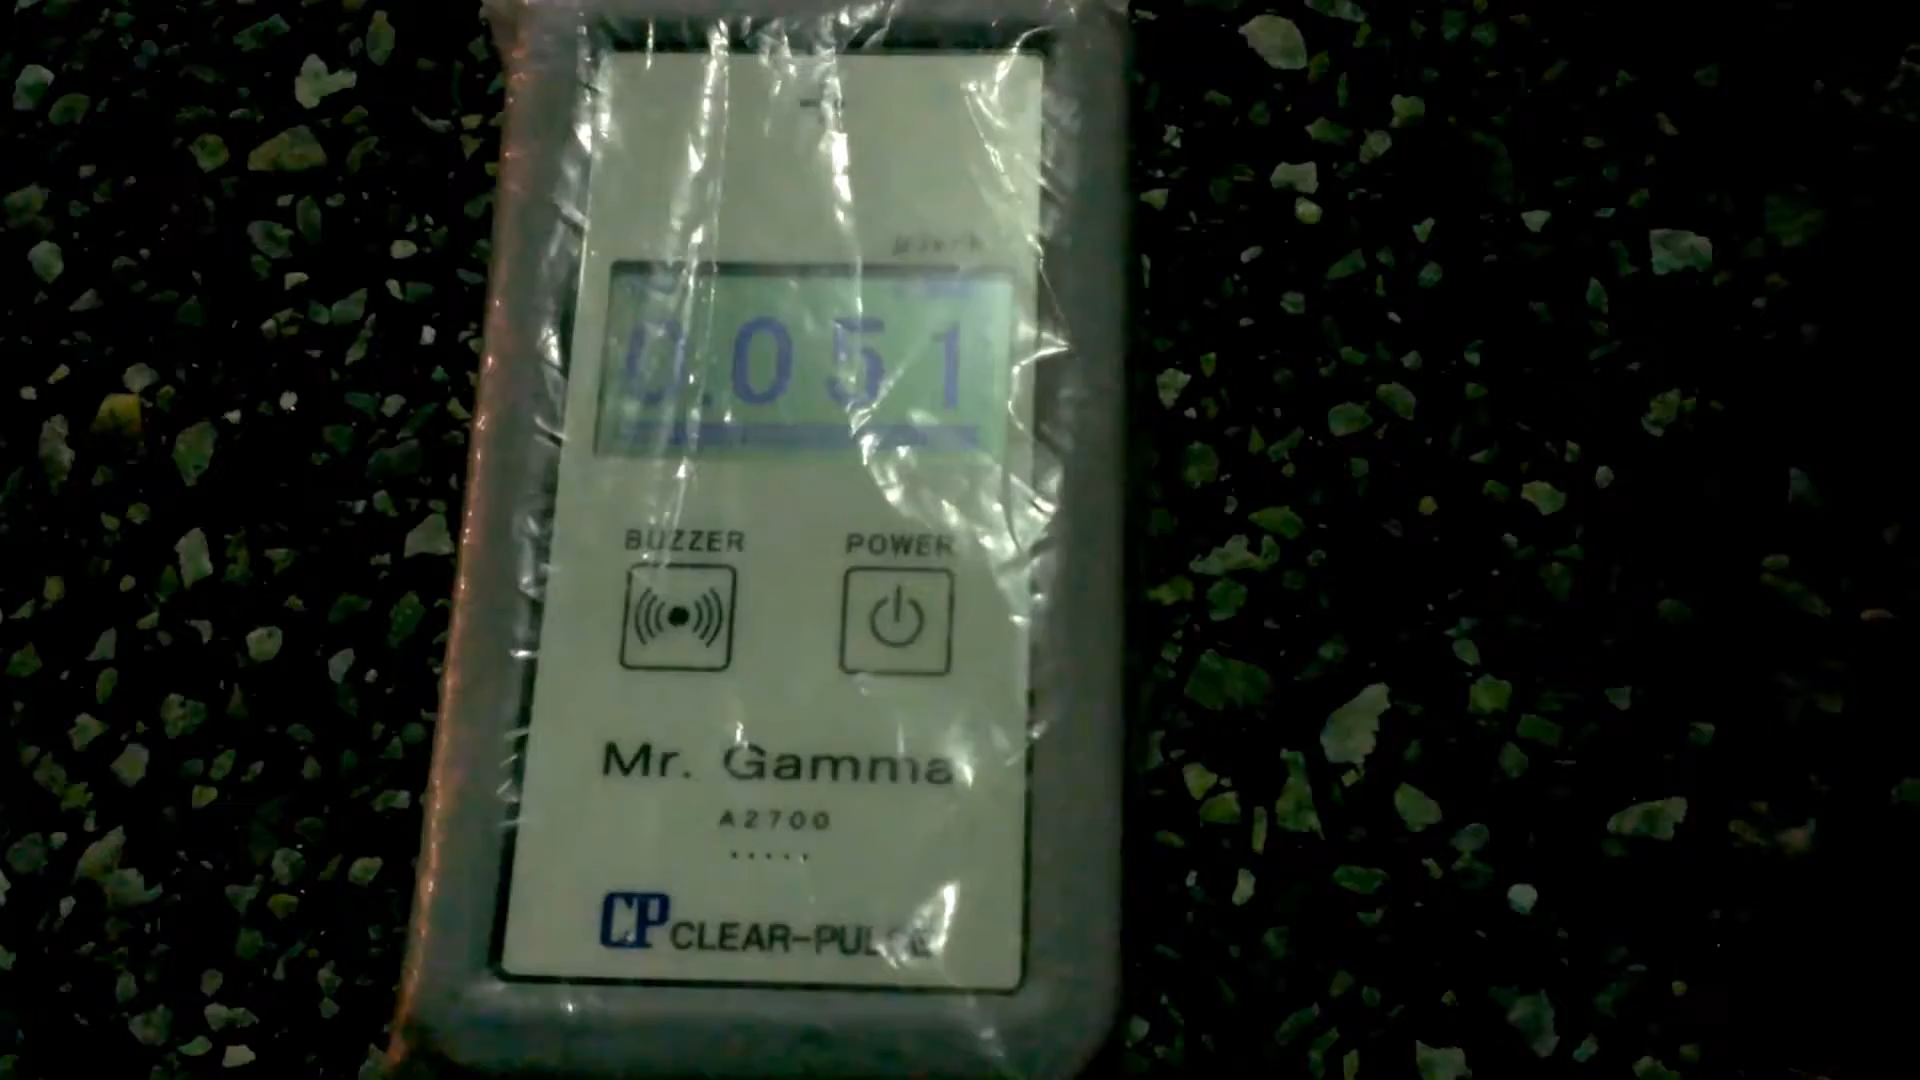 0.051
BUZZER POWER
Mr. Gamma
A2700
CP CLEAR-PULSE